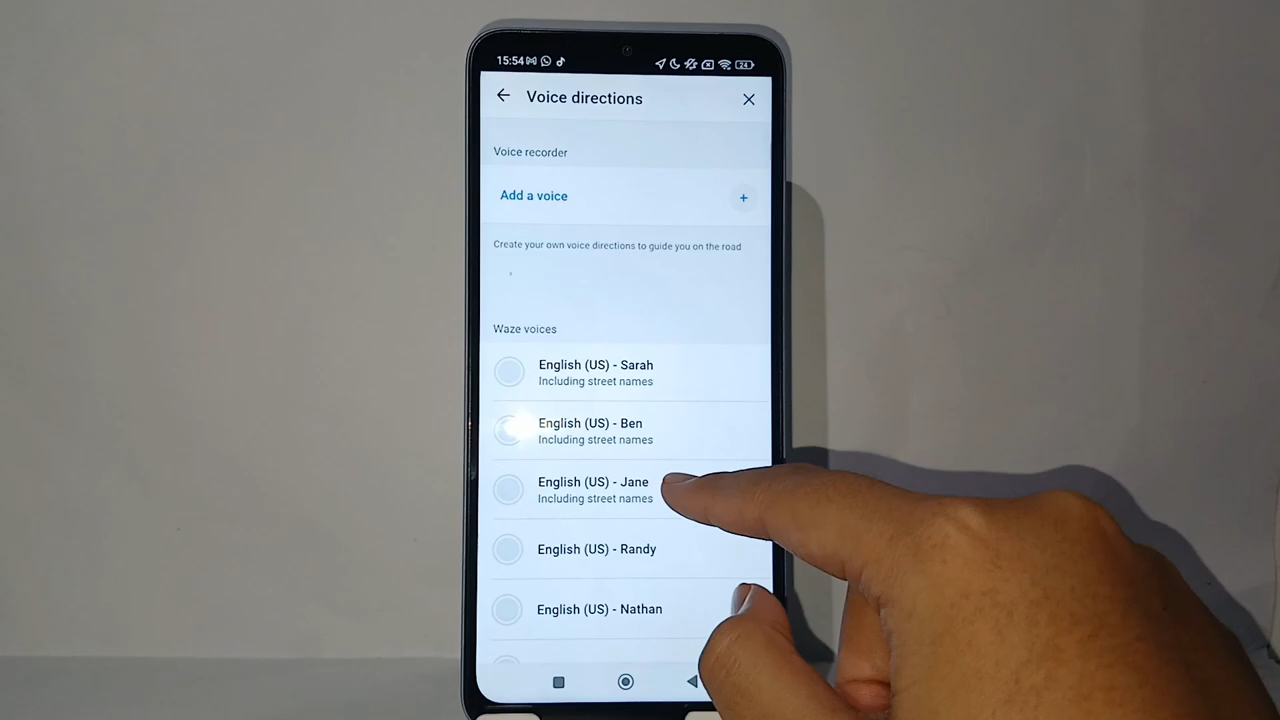 15:54
24
Voice directions
Voice recorder
Add a voice
+
Create your own voice directions to guide you on the road
Waze voices
English (US) - Sarah
Including street names
English (US) - Ben
Including street names
English (US) - Jane
Including street names
English (US) - Randy
English (US) - Nathan